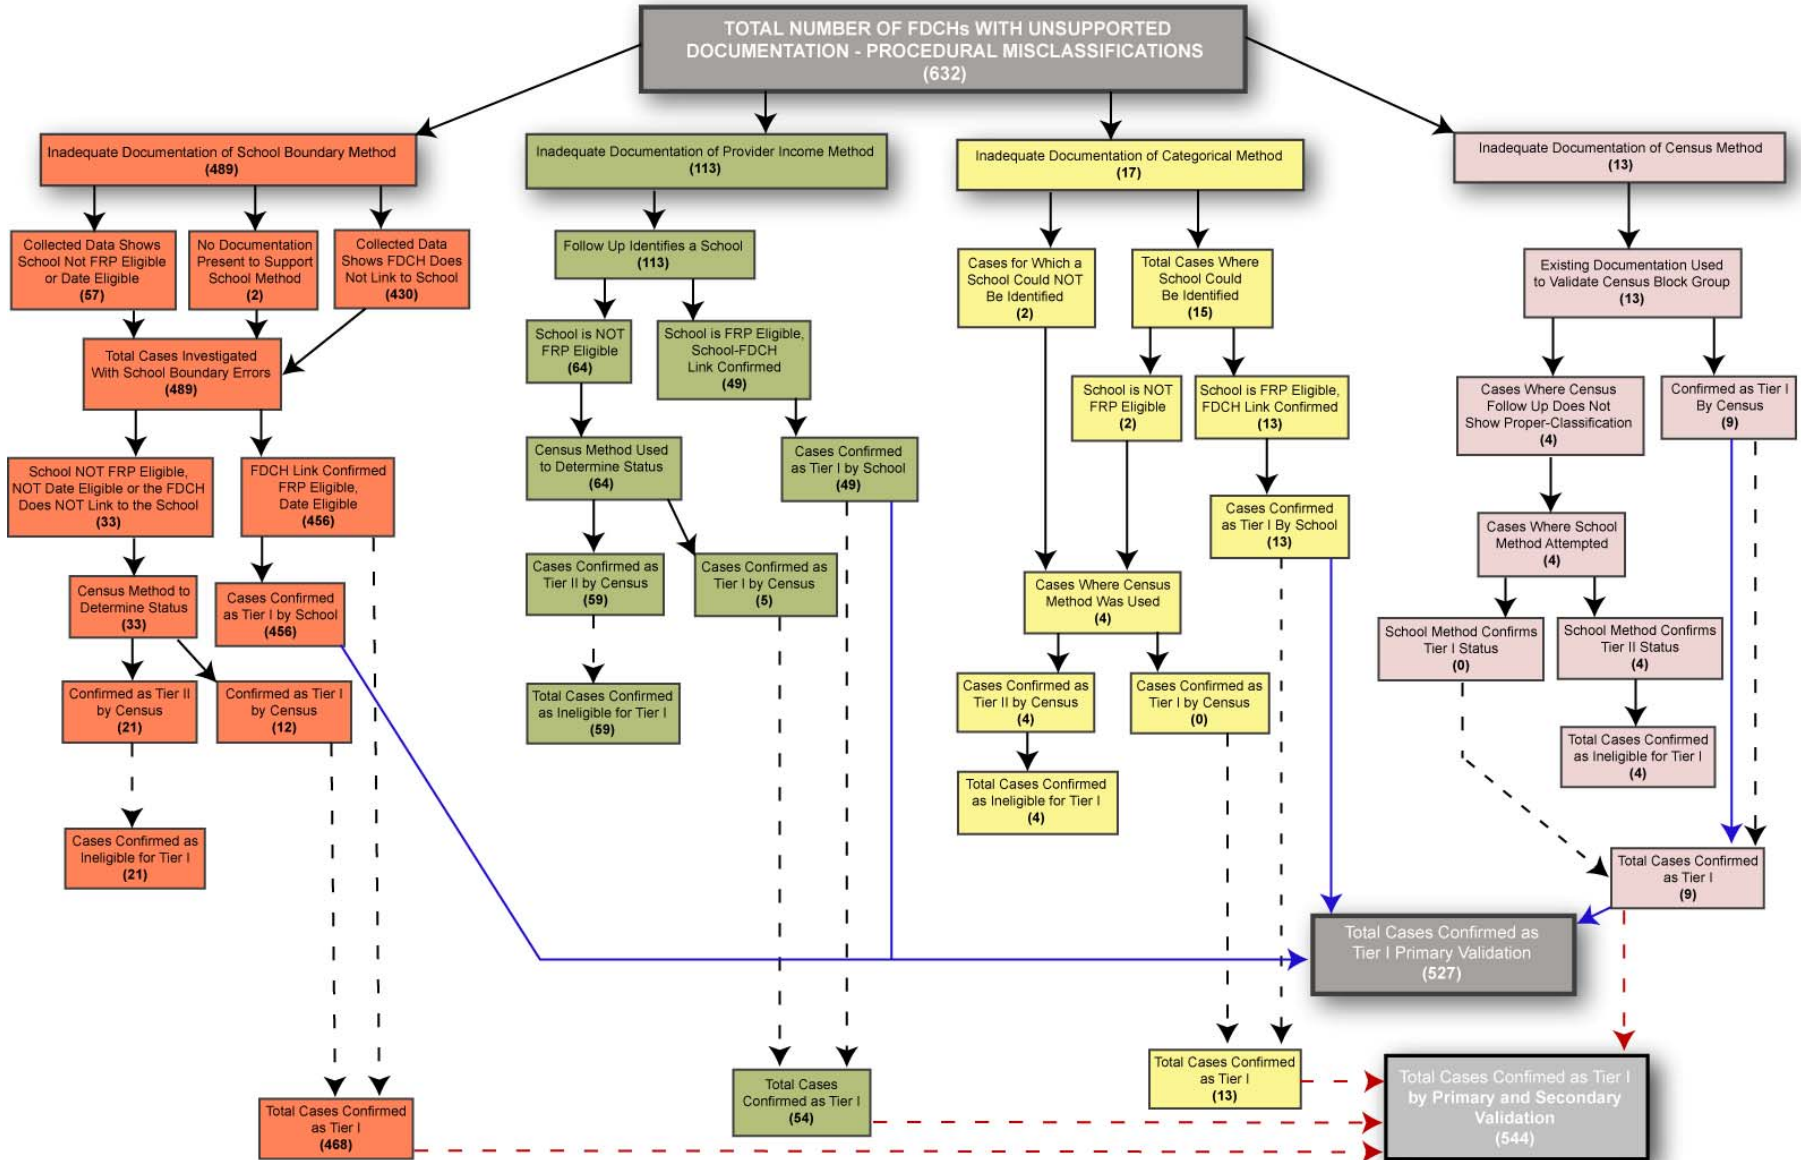 TOTAL NUMBER OF FDCHs WITH UNSUPPORTED
DOCUMENTATION - PROCEDURAL MISCLASSIFICATIONS
(632)
Inadequate Documentation of School Boundary Method
(489)
Collected Data Shows
School Not FRP Eligible
or Date Eligible
(57)
No Documentation
Present to Support
School Method
(2)
Collected Data
Shows FDCH Does
Not Link to School
(430)
Total Cases Investigated
With School Boundary Errors
(489)
School NOT FRP Eligible,
NOT Date Eligible or the FDCH
Does NOT Link to the School
(33)
FDCH Link Confirmed
FRP Eligible,
Date Eligible
(456)
Census Method to
Determine Status
(33)
Cases Confirmed
as Tier I by School
(456)
Confirmed as Tier II
by Census
(21)
Confirmed as Tier I
by Census
(12)
Cases Confirmed as
Ineligible for Tier I
(21)
Total Cases Confirmed
as Tier I
(468)
Inadequate Documentation of Provider Income Method
(113)
Follow Up Identifies a School
(113)
School is NOT
FRP Eligible
(64)
School is FRP Eligible,
School-FDCH
Link Confirmed
(49)
Census Method Used
to Determine Status
(64)
Cases Confirmed
as Tier I by School
(49)
Cases Confirmed as
Tier II by Census
(59)
Cases Confirmed as
Tier I by Census
(5)
Total Cases Confirmed
as Ineligible for Tier I
(59)
Total Cases
Confirmed as Tier I
(54)
Inadequate Documentation of Categorical Method
(17)
Cases for Which a
School Could NOT
Be Identified
(2)
Total Cases Where
School Could
Be Identified
(15)
School is NOT
FRP Eligible
(2)
School is FRP Eligible,
FDCH Link Confirmed
(13)
Cases Confirmed
as Tier I By School
(13)
Cases Where Census
Method Was Used
(4)
Cases Confirmed as
Tier II by Census
(4)
Cases Confirmed as
Tier I by Census
(0)
Total Cases Confirmed
as Ineligible for Tier I
(4)
Total Cases Confirmed
as Tier I
(13)
Inadequate Documentation of Census Method
(13)
Existing Documentation Used
to Validate Census Block Group
(13)
Cases Where Census
Follow Up Does Not
Show Proper-Classification
(4)
Confirmed as Tier I
By Census
(9)
Cases Where School
Method Attempted
(4)
School Method Confirms
Tier I Status
(0)
School Method Confirms
Tier II Status
(4)
Total Cases Confirmed
as Ineligible for Tier I
(4)
Total Cases Confirmed
as Tier I
(9)
Total Cases Confirmed as
Tier I Primary Validation
(527)
Total Cases Confimed as Tier I
by Primary and Secondary
Validation
(544)